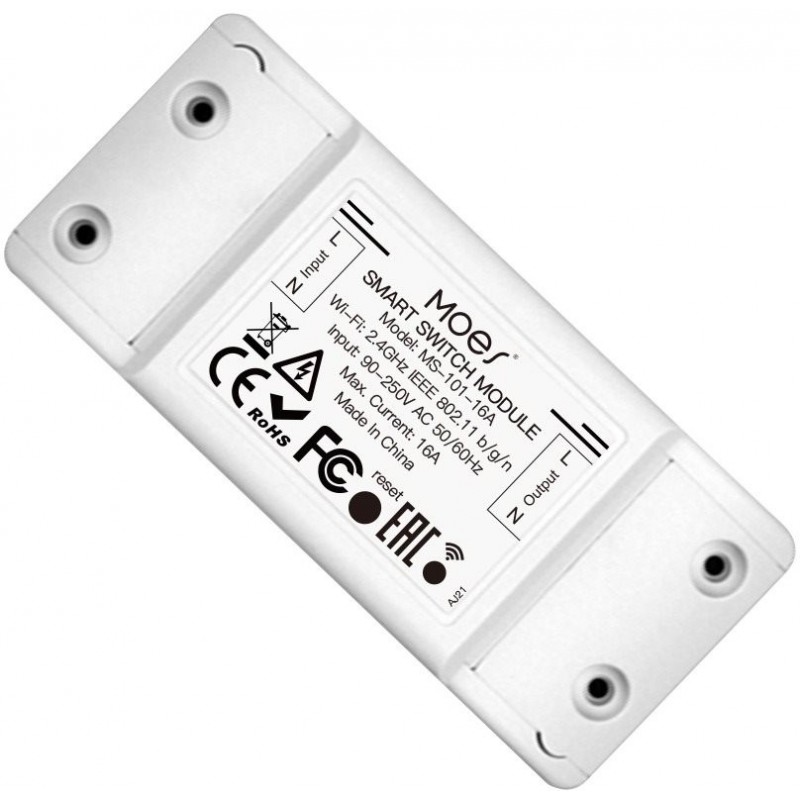 L
Input
N
Moes®
SMART SWITCH MODULE
Model: MS-101-16A
Wi-Fi: 2.4GHz IEEE 802.11 b/g/n
Input: 90-250V AC 50/60Hz
Max. Current: 16A
Made In China
L
Output
N
CE
RoHS
FC
reset
EAC
AJ21